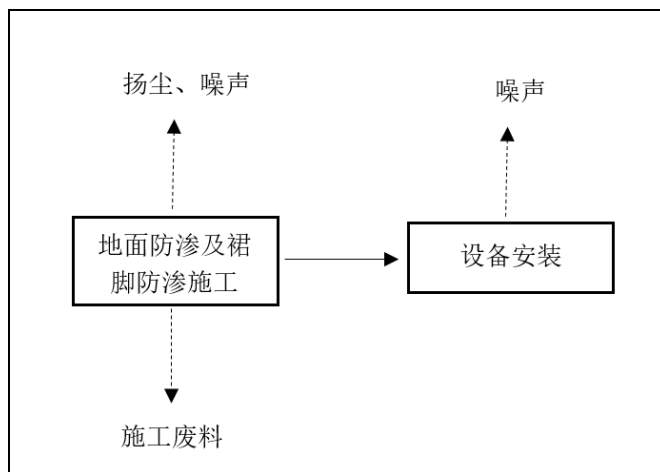 扬尘、噪声
噪声
地面防渗及裙
脚防渗施工
设备安装
施工废料